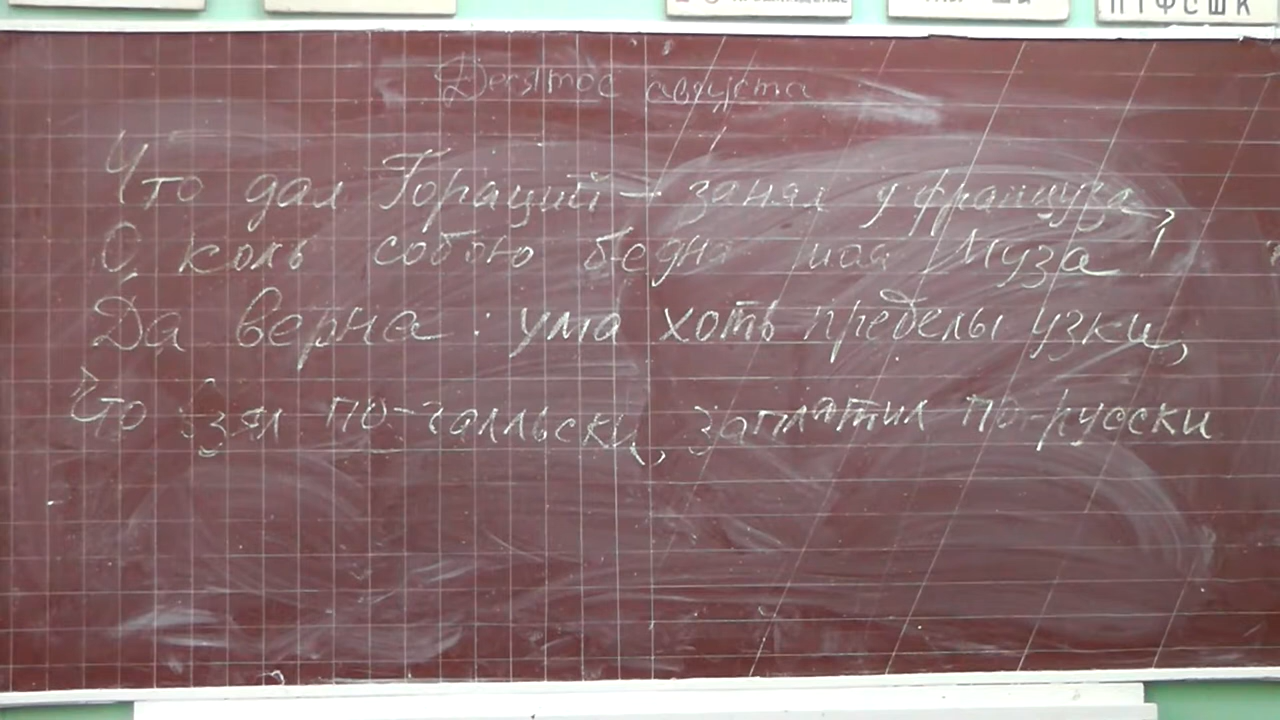 П Т Ф С Ш К
Десятое августа
Что дал Гораций – занял у француза,
О, коль собою бедна моя Муза!
Да верна: ума хоть пределы узки,
Что взял по-галльски, заплатил по-русски